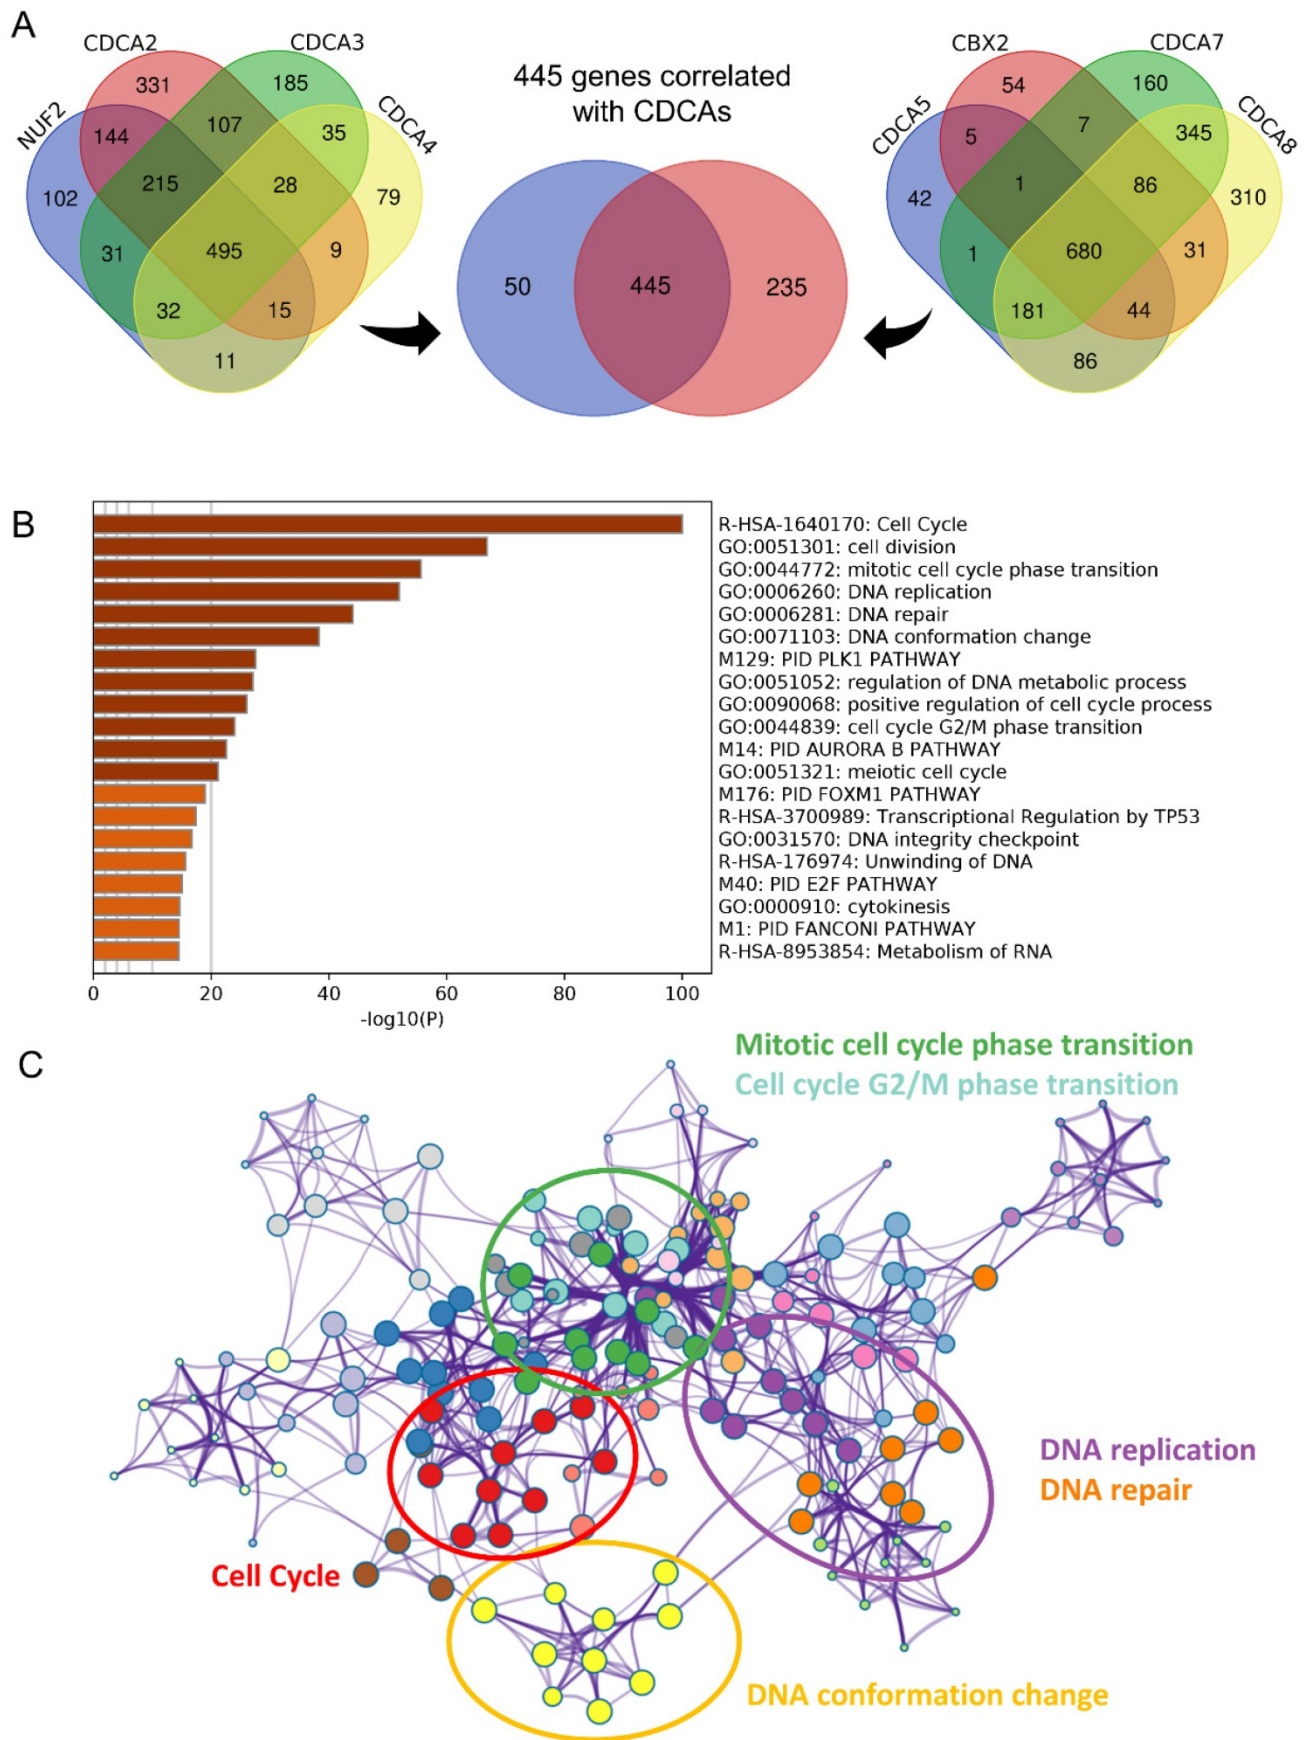 A
CDCA2
CDCA3
NUF2
CDCA4
331
185
144
107
35
102
215
28
79
31
495
9
32
15
11
445 genes correlated
with CDCAs
50
445
235
CBX2
CDCA7
CDCA5
CDCA8
54
160
5
7
345
42
1
86
310
1
680
31
181
44
86
B
R-HSA-1640170: Cell Cycle
GO:0051301: cell division
GO:0044772: mitotic cell cycle phase transition
GO:0006260: DNA replication
GO:0006281: DNA repair
GO:0071103: DNA conformation change
M129: PID PLK1 PATHWAY
GO:0051052: regulation of DNA metabolic process
GO:0090068: positive regulation of cell cycle process
GO:0044839: cell cycle G2/M phase transition
M14: PID AURORA B PATHWAY
GO:0051321: meiotic cell cycle
M176: PID FOXM1 PATHWAY
R-HSA-3700989: Transcriptional Regulation by TP53
GO:0031570: DNA integrity checkpoint
R-HSA-176974: Unwinding of DNA
M40: PID E2F PATHWAY
GO:0000910: cytokinesis
M1: PID FANCONI PATHWAY
R-HSA-8953854: Metabolism of RNA
0 20 40 60 80 100
-log10(P)
C
Mitotic cell cycle phase transition
Cell cycle G2/M phase transition
DNA replication
DNA repair
Cell Cycle
DNA conformation change